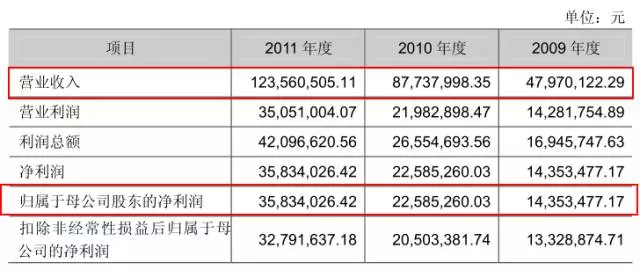 单位：元
项目 2011 年度 2010 年度 2009 年度
营业收入 123,560,505.11 87,737,998.35 47,970,122.29
营业利润 35,051,004.07 21,982,898.47 14,281,754.89
利润总额 42,096,620.56 26,554,693.56 16,945,747.63
净利润 35,834,026.42 22,585,260.03 14,353,477.17
归属于母公司股东的净利润 35,834,026.42 22,585,260.03 14,353,477.17
扣除非经常性损益后归属于母
公司的净利润 32,791,637.18 20,503,381.74 13,328,874.71